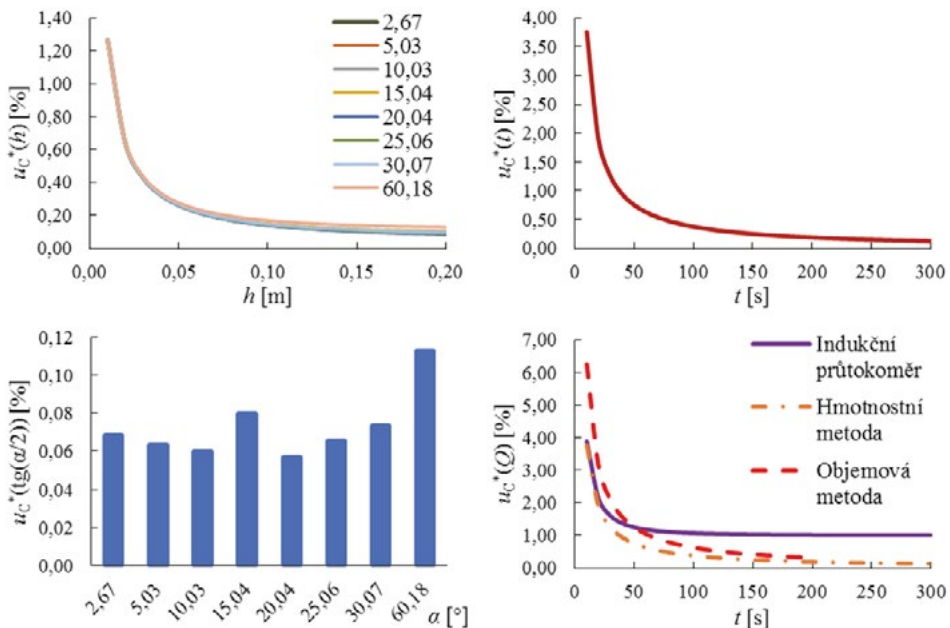 u_C*(h) [%]
1,40
1,20
1,00
0,80
0,60
0,40
0,20
0,00
0,00 0,05 0,10 0,15 0,20
h [m]
2,67
5,03
10,03
15,04
20,04
25,06
30,07
60,18
u_C*(t) [%]
4,00
3,50
3,00
2,50
2,00
1,50
1,00
0,50
0,00
0 50 100 150 200 250 300
t [s]
u_C*(tg(α/2)) [%]
0,12
0,10
0,08
0,06
0,04
0,02
0,00
2,67 5,03 10,03 15,04 20,04 25,06 30,07 60,18
α [°]
u_C*(Q) [%]
7,00
6,00
5,00
4,00
3,00
2,00
1,00
0,00
0 50 100 150 200 250 300
t [s]
Indukční
průtokoměr
Hmotnostní
metoda
Objemová
metoda